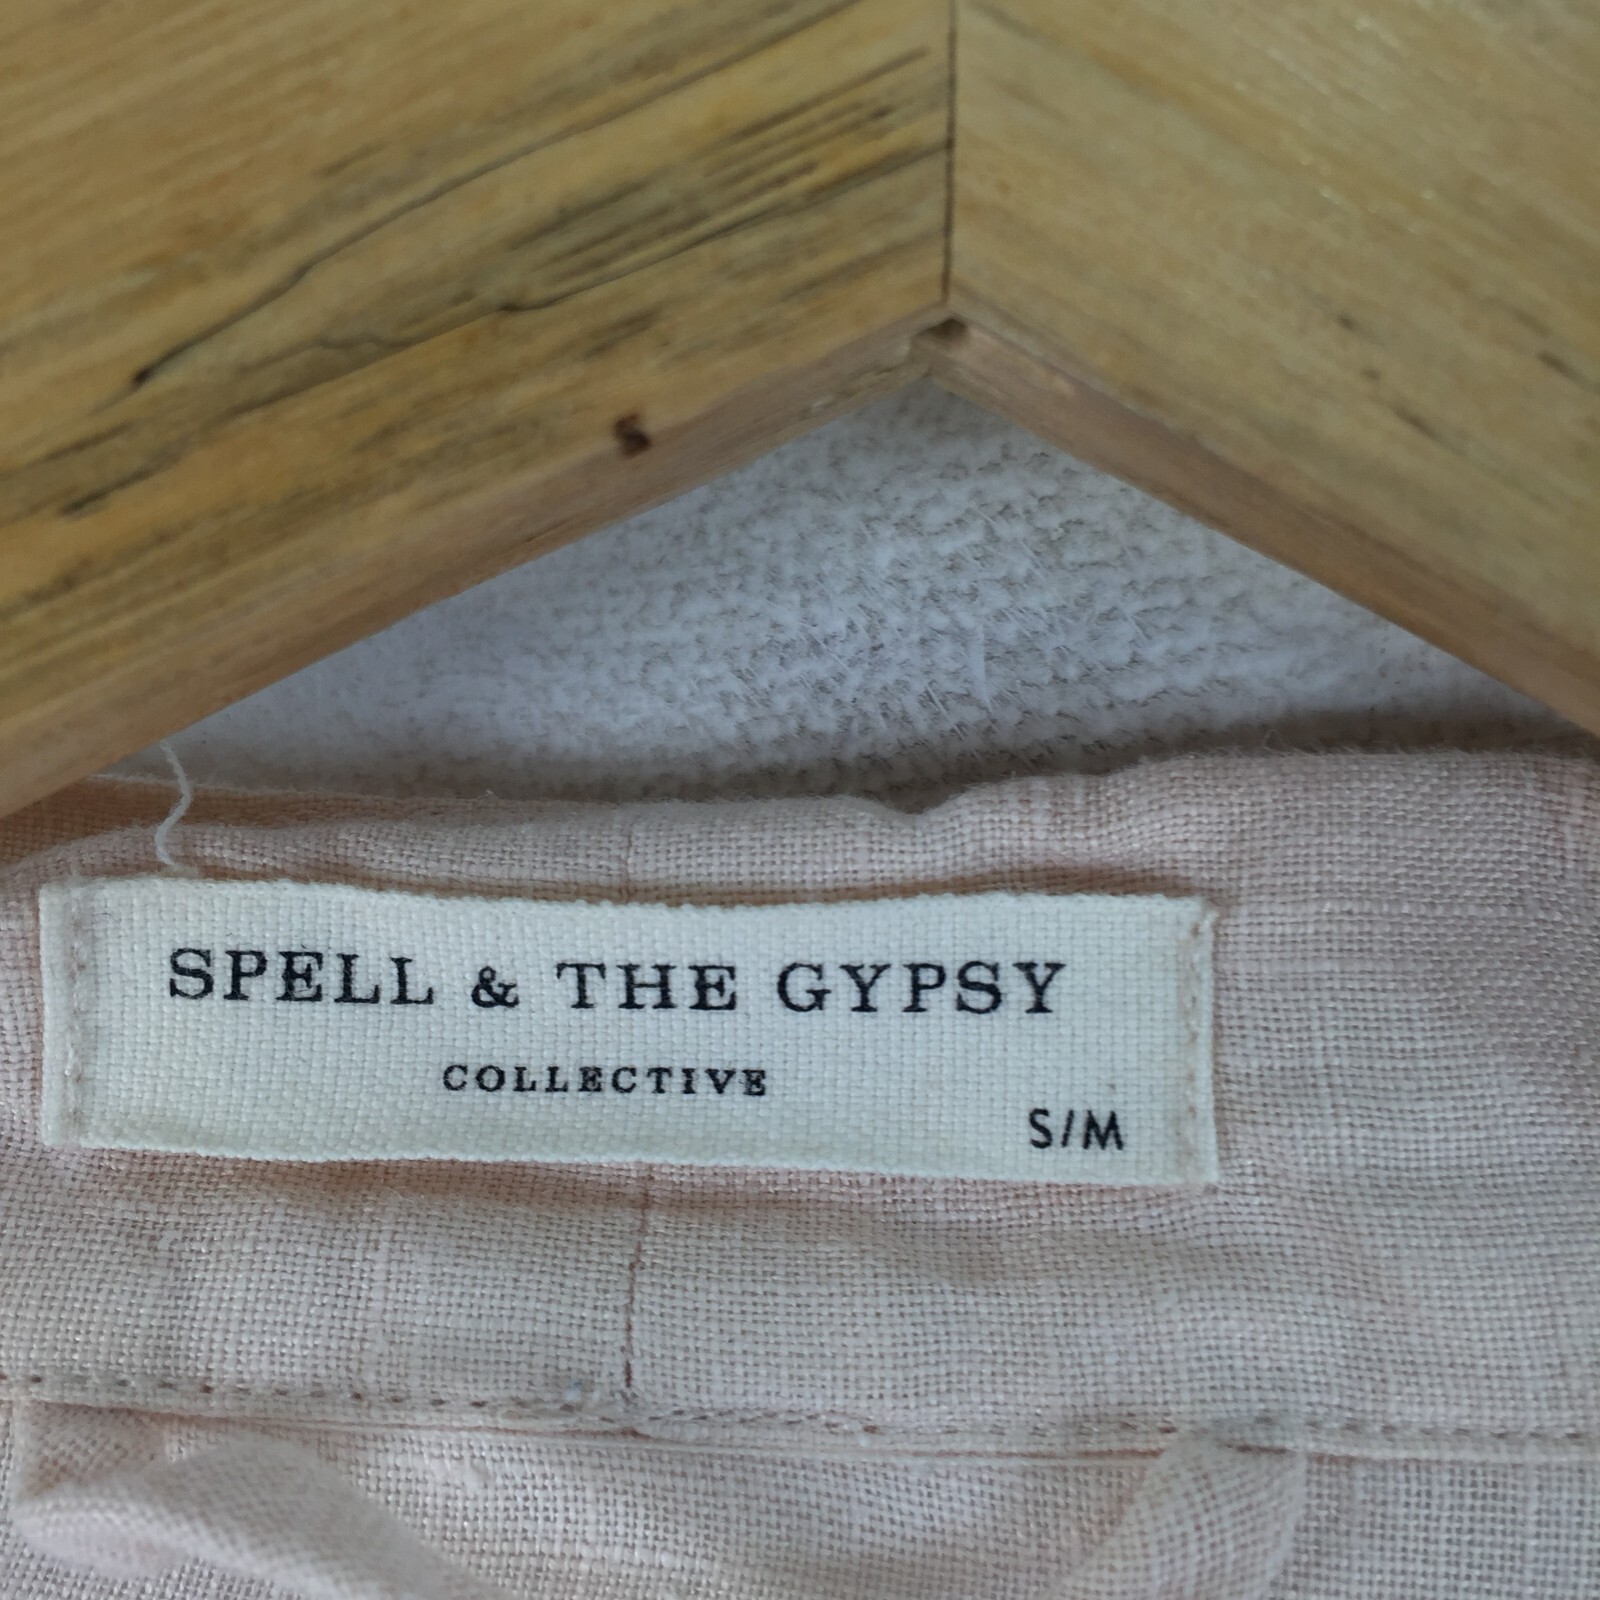 SPELL & THE GYPSY
COLLECTIVE
S/M